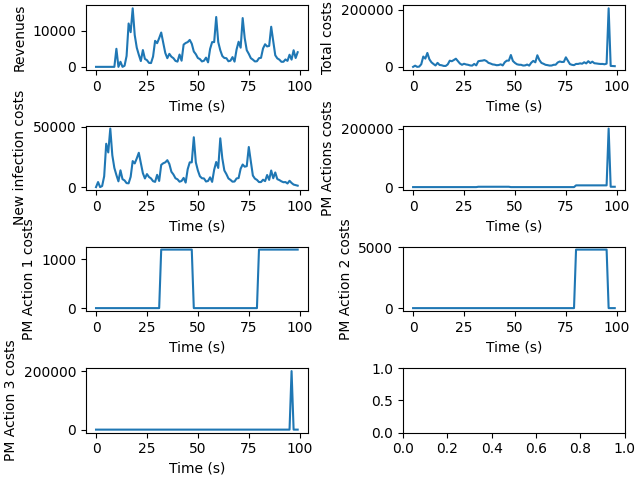 Revenues
10000
0
0 25 50 75 100
Time (s)
Total costs
200000
0
0 25 50 75 100
Time (s)
New infection costs
50000
0
0 25 50 75 100
Time (s)
PM Actions costs
200000
0
0 25 50 75 100
Time (s)
PM Action 1 costs
1000
0
0 25 50 75 100
Time (s)
PM Action 2 costs
5000
0
0 25 50 75 100
Time (s)
PM Action 3 costs
200000
0
0 25 50 75 100
Time (s)
1.0
0.5
0.0
0.0 0.2 0.4 0.6 0.8 1.0